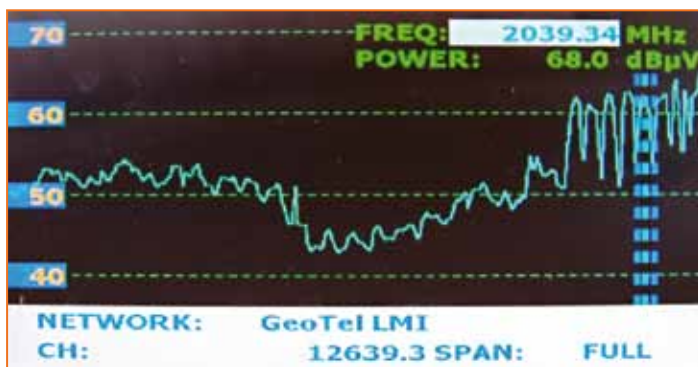 70 FREQ: 2039.34 MHz
POWER: 68.0 dBµV
60
50
40
NETWORK: GeoTel LMI
CH: 12639.3 SPAN: FULL